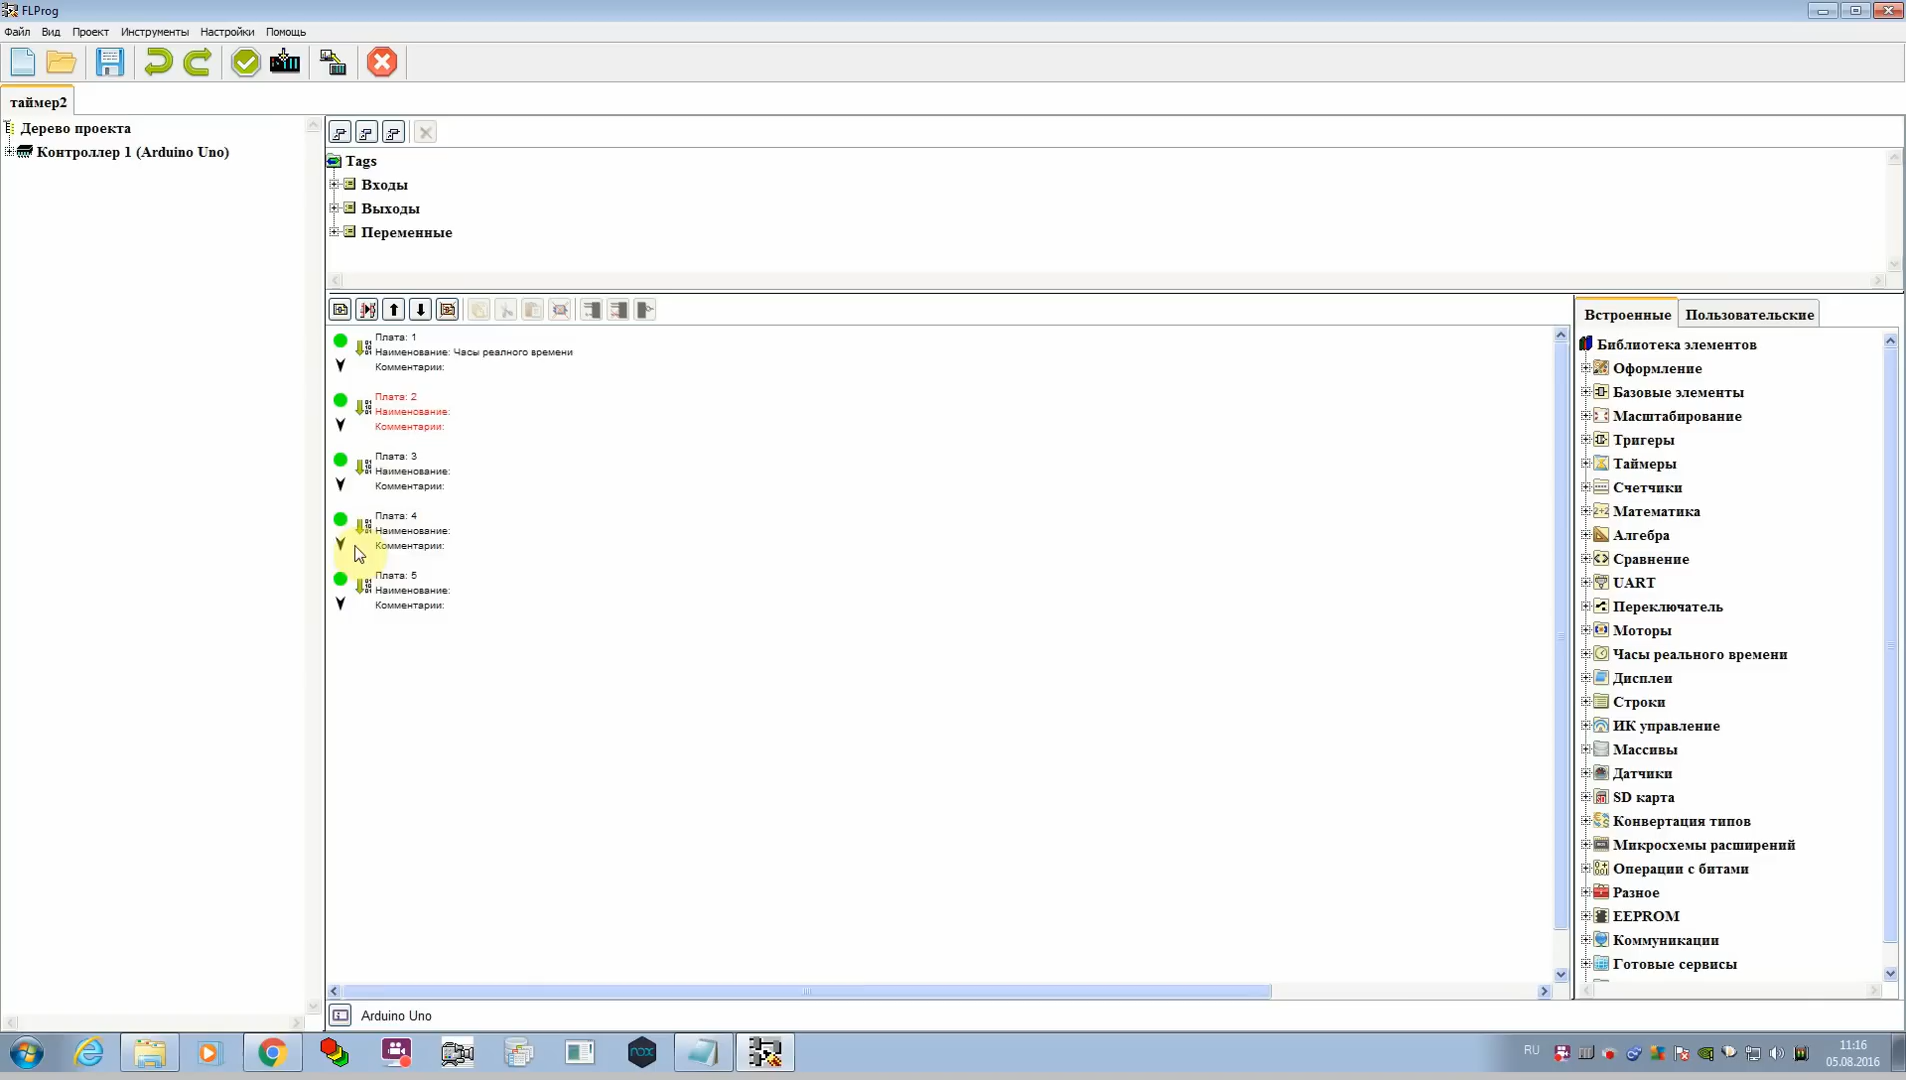 FLProg
Файл Вид Проект Инструменты Настройки Помощь
таймер2
Дерево проекта
Контроллер 1 (Arduino Uno)
Tags
Входы
Выходы
Переменные
Плата: 1
Наименование: Часы реалного времени
Комментарии:
Плата: 2
Наименование:
Комментарии:
Плата: 3
Наименование:
Комментарии:
Плата: 4
Наименование:
Комментарии:
Плата: 5
Наименование:
Комментарии:
Встроенные Пользовательские
Библиотека элементов
Оформление
Базовые элементы
Масштабирование
Тригеры
Таймеры
Счетчики
Математика
Алгебра
Сравнение
UART
Переключатель
Моторы
Часы реального времени
Дисплеи
Строки
ИК управление
Массивы
Датчики
SD карта
Конвертация типов
Микросхемы расширений
Операции с битами
Разное
EEPROM
Коммуникации
Готовые сервисы
Arduino Uno
nox
RU
11:16
05.08.2016